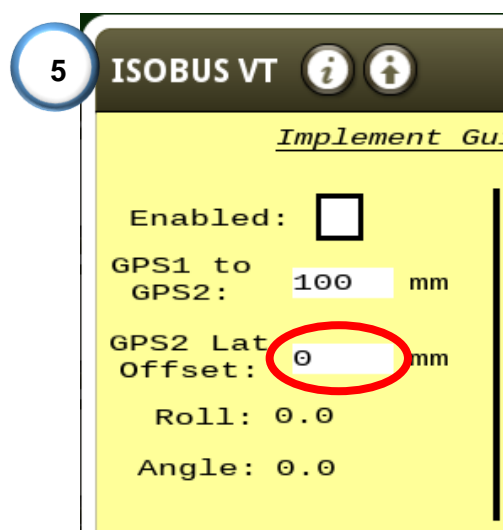 5
ISOBUS VT
Implement Gu
Enabled:
GPS1 to
GPS2: 100 mm
GPS2 Lat
Offset: 0 mm
Roll: 0.0
Angle: 0.0